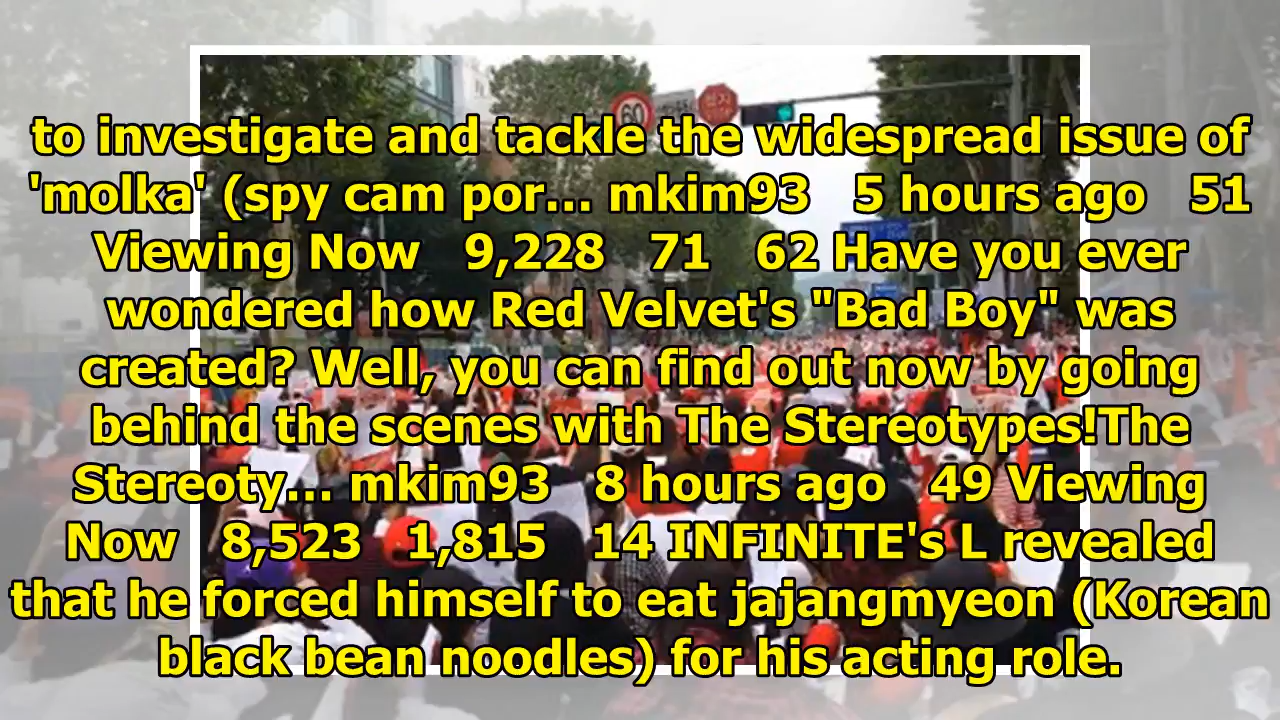 60
정지
to investigate and tackle the widespread issue of
'molka' (spy cam por... mkim93 5 hours ago 51
Viewing Now 9,228 71 62 Have you ever
wondered how Red Velvet's "Bad Boy" was
created? Well, you can find out now by going
behind the scenes with The Stereotypes!The
Stereoty... mkim93 8 hours ago 49 Viewing
Now 8,523 1,815 14 INFINITE's L revealed
that he forced himself to eat jajangmyeon (Korean
black bean noodles) for his acting role.